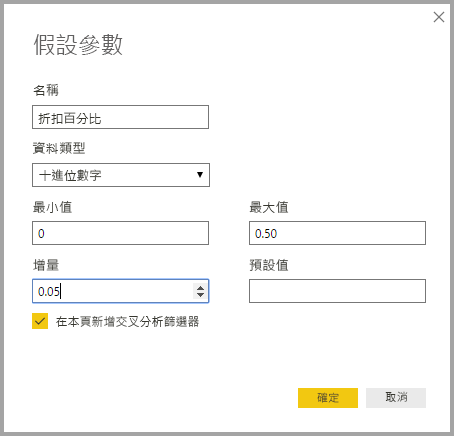 假設參數
名稱
折扣百分比
資料類型
十進位數字
最小值
最大值
0
0.50
增量
預設值
0.05
在本頁新增交叉分析篩選器
確定
取消